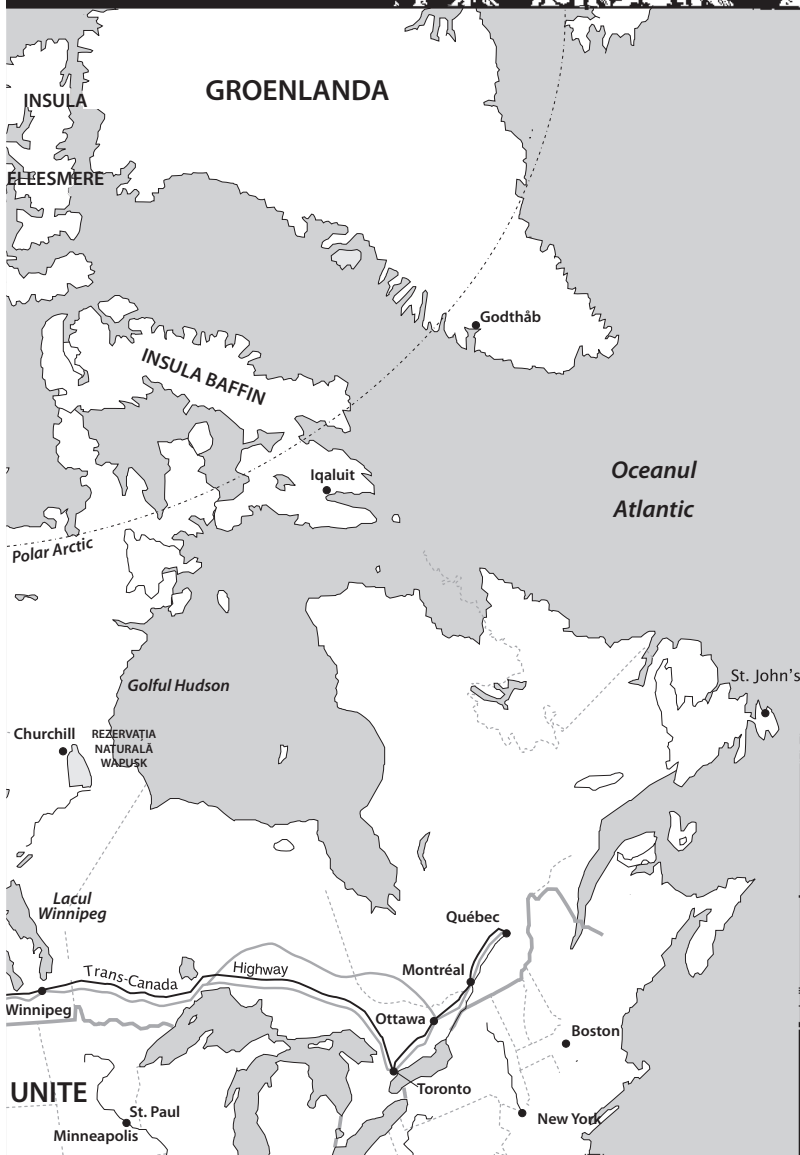 GROENLANDA
INSULA
ELLESMERE
Godthåb
INSULA BAFFIN
Iqaluit
Oceanul
Atlantic
Polar Arctic
Golful Hudson
St. John's
Churchill
REZERVAȚIA
NATURALĂ
WAPUSK
Lacul
Winnipeg
Québec
Trans-Canada
Highway
Montréal
Winnipeg
Ottawa
Boston
UNITE
Toronto
St. Paul
New York
Minneapolis